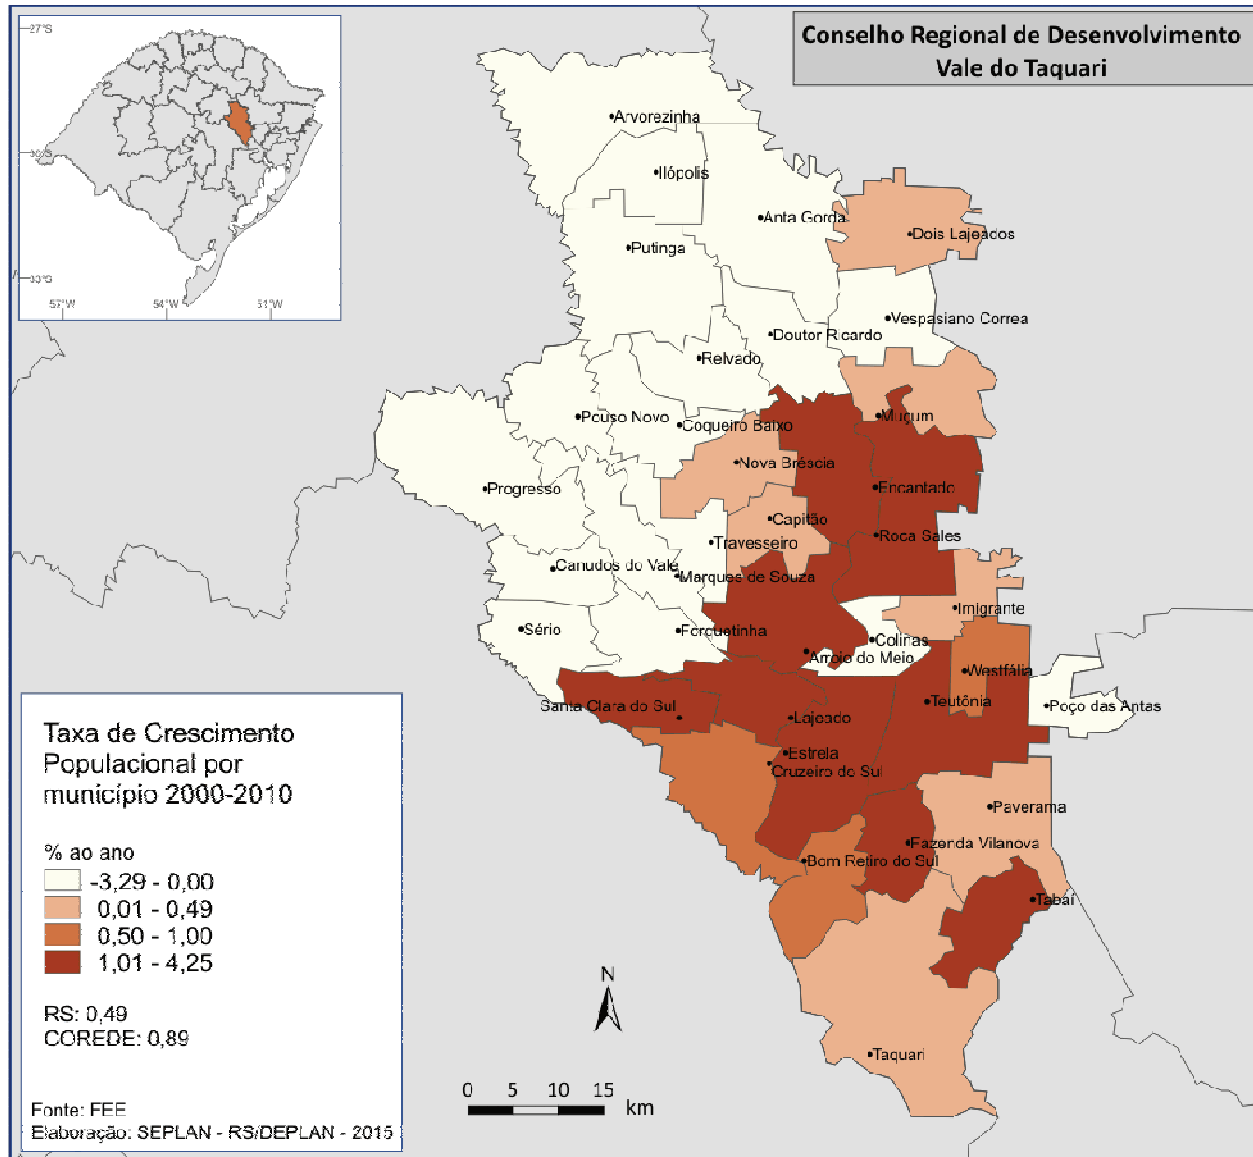 Conselho Regional de Desenvolvimento
Vale do Taquari
27°S
33°S
57°W
54°W
51°W
Arvorezinha
Ilópolis
Anta Gorda
Dois Lajeados
Putinga
Vespasiano Correa
Doutor Ricardo
Relvado
Pouso Novo
Coqueiro Baixo
Muçum
Nova Bréscia
Progresso
Encantado
Capitão
Roca Sales
Travesseiro
Canudos do Vale
Marques de Souza
Imigrante
Sério
Forquetinha
Colinas
Arroio do Meio
Westfália
Santa Clara do Sul
Teutônia
Poço das Antas
Lajeado
Estrela
Cruzeiro do Sul
Paverama
Fazenda Vilanova
Bom Retiro do Sul
Tabaí
Taquari
Taxa de Crescimento
Populacional por
município 2000-2010
% ao ano
-3,29 - 0,00
0,01 - 0,49
0,50 - 1,00
1,01 - 4,25
RS: 0,49
COREDE: 0,89
Fonte: FEE
Elaboração: SEPLAN - RS/DEPLAN - 2015
N
0 5 10 15
km